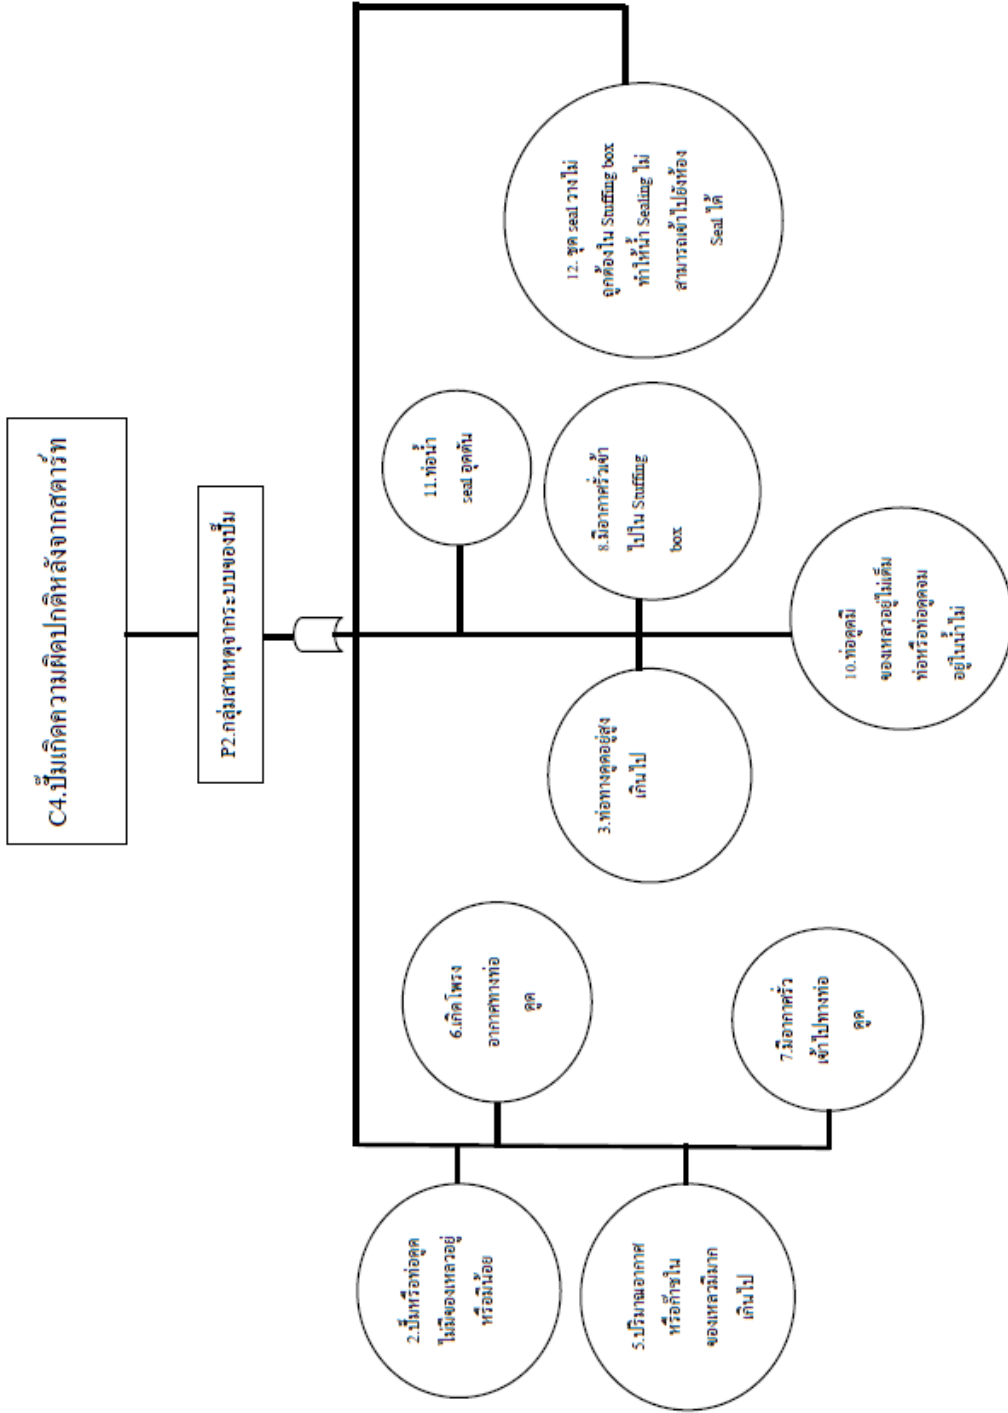 C4.ปั๊มเกิดความผิดปกติหลังจากสตาร์ท
P2.กลุ่มสาเหตุจากระบบของปั๊ม
2.ปั๊มหรือท่อดูด
ไม่มีของเหลวอยู่
หรือมีน้อย
6.เกิดโพรง
อากาศทางท่อ
ดูด
5.ปริมาณอากาศ
หรือก๊าซใน
ของเหลวมีมาก
เกินไป
7.มีอากาศรั่ว
เข้าไปทางท่อ
ดูด
3.ท่อทางดูดอยู่สูง
เกินไป
11.ท่อน้ำ
seal อุดตัน
8.มีอากาศรั่วเข้า
ไปใน Stuffing
box
10.ท่อดูดมี
ของเหลวอยู่ไม่เต็ม
ท่อหรือท่อดูดจม
อยู่ในน้ำไม่
12. ชุด seal วางไม่
ถูกต้องใน Stuffing box
ทำให้น้ำ Sealing ไม่
สามารถเข้าไปยังห้อง
Seal ได้